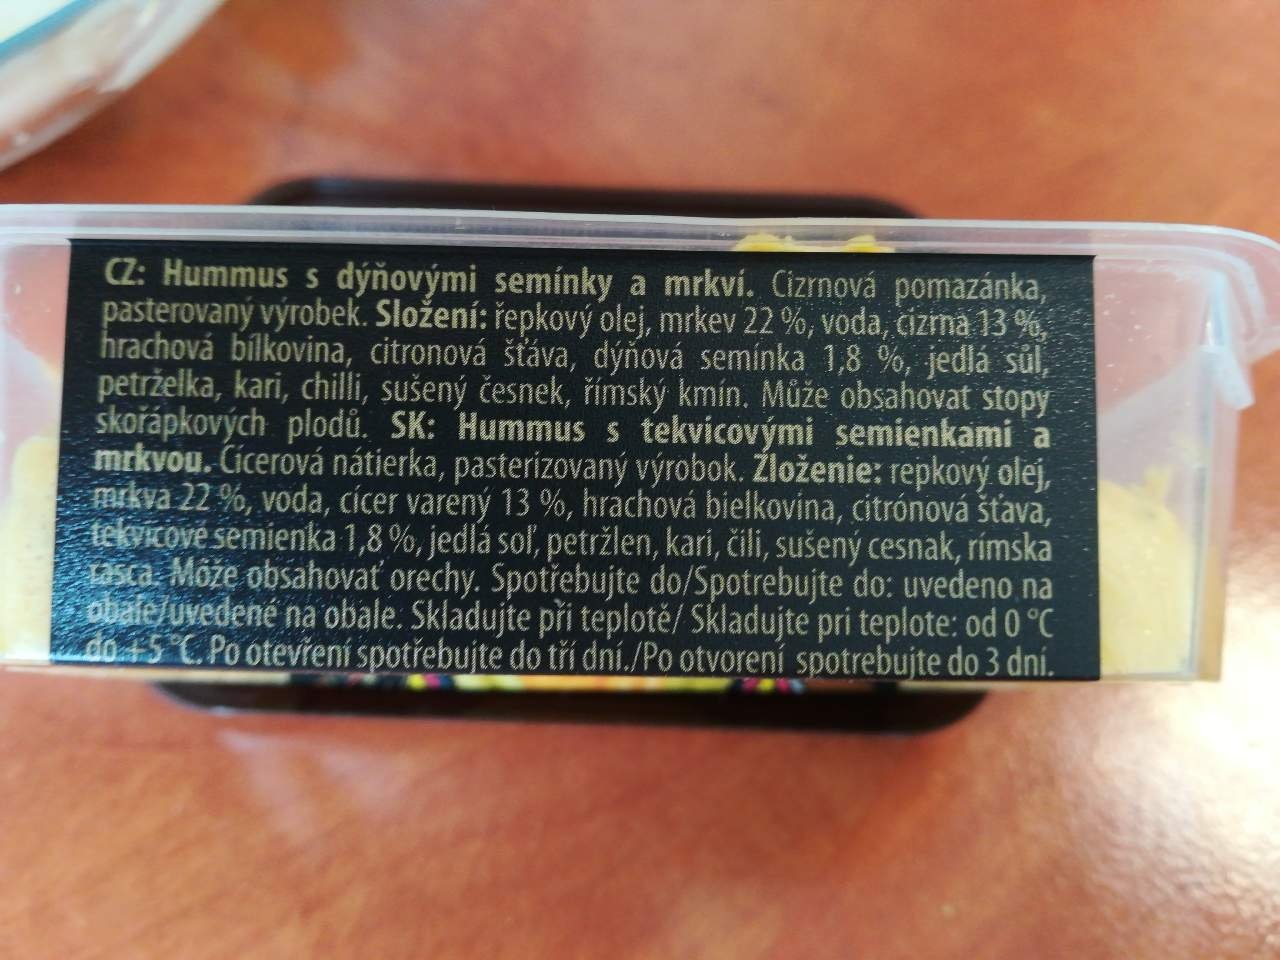 CZ: Hummus s dýňovými semínky a mrkví. Cizrnová pomazánka,
pasterovaný výrobek. Složení: řepkový olej, mrkev 22 %, voda, cizrna 13 %,
hrachová bílkovina, citronová šťáva, dýňová semínka 1,8 %, jedlá sůl,
petrželka, kari, chilli, sušený česnek, římský kmín. Může obsahovat stopy
skořápkových plodů. SK: Hummus s tekvicovými semienkami a
mrkvou. Cícerová nátierka, pasterizovaný výrobok. Zloženie: repkový olej,
mrkva 22 %, voda, cícer varený 13 %, hrachová bielkovina, citrónová šťava,
tekvicové semienka 1,8 %, jedlá soľ, petržlen, kari, čili, sušený cesnak, rímska
rasca. Môže obsahovať orechy. Spotřebujte do/Spotrebujte do: uvedeno na
obale/uvedené na obale. Skladujte při teplotě/ Skladujte pri teplote: od 0 °C
do +5 °C. Po otevření spotřebujte do tří dní./Po otvorení spotrebujte do 3 dní.